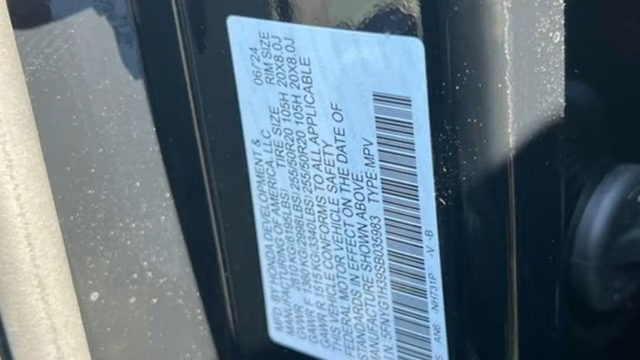 MFD BY HONDA DEVELOPMENT &
MANUFACTURING OF AMERICA, LLC 06/24
TIRE SIZE RIM SIZE
GVWR 2810KG(6195LBS)
1360KG(2998LBS) 255/50R20 105H 20X8.0J
GAWR R 1515KG(3340LBS) 255/50R20 105H 20X8.0J
THIS VEHICLE CONFORMS TO ALL APPLICABLE
FEDERAL MOTOR VEHICLE SAFETY
STANDARDS IN EFFECT ON THE DATE OF
MANUFACTURE SHOWN ABOVE.
TYPE MPV
NH731P -V -B